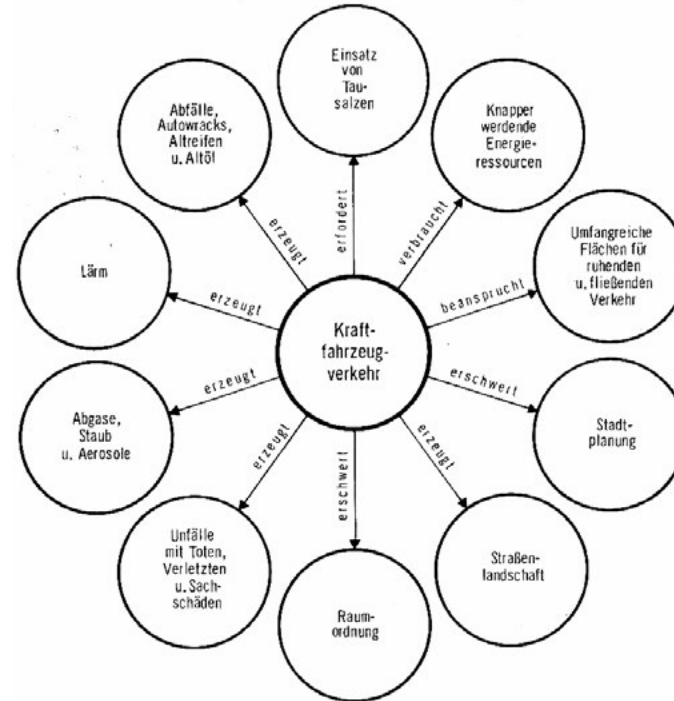 Einsatz
von
Tau-
salzen
Knapper
werdende
Energie-
ressourcen
Umfangreiche
Flächen für
ruhenden
u. fließenden
Verkehr
Stadt-
planung
Straßen-
landschaft
Raum-
ordnung
Unfälle
mit Toten,
Verletzten
u. Sach-
schäden
Abgase,
Staub
u. Aerosole
Lärm
Abfälle,
Autowracks,
Altreifen
u. Altöl
Kraft-
fahrzeug-
verkehr
erfordert
verbraucht
beansprucht
erschwert
erzeugt
erschwert
erzeugt
erzeugt
erzeugt
erzeugt